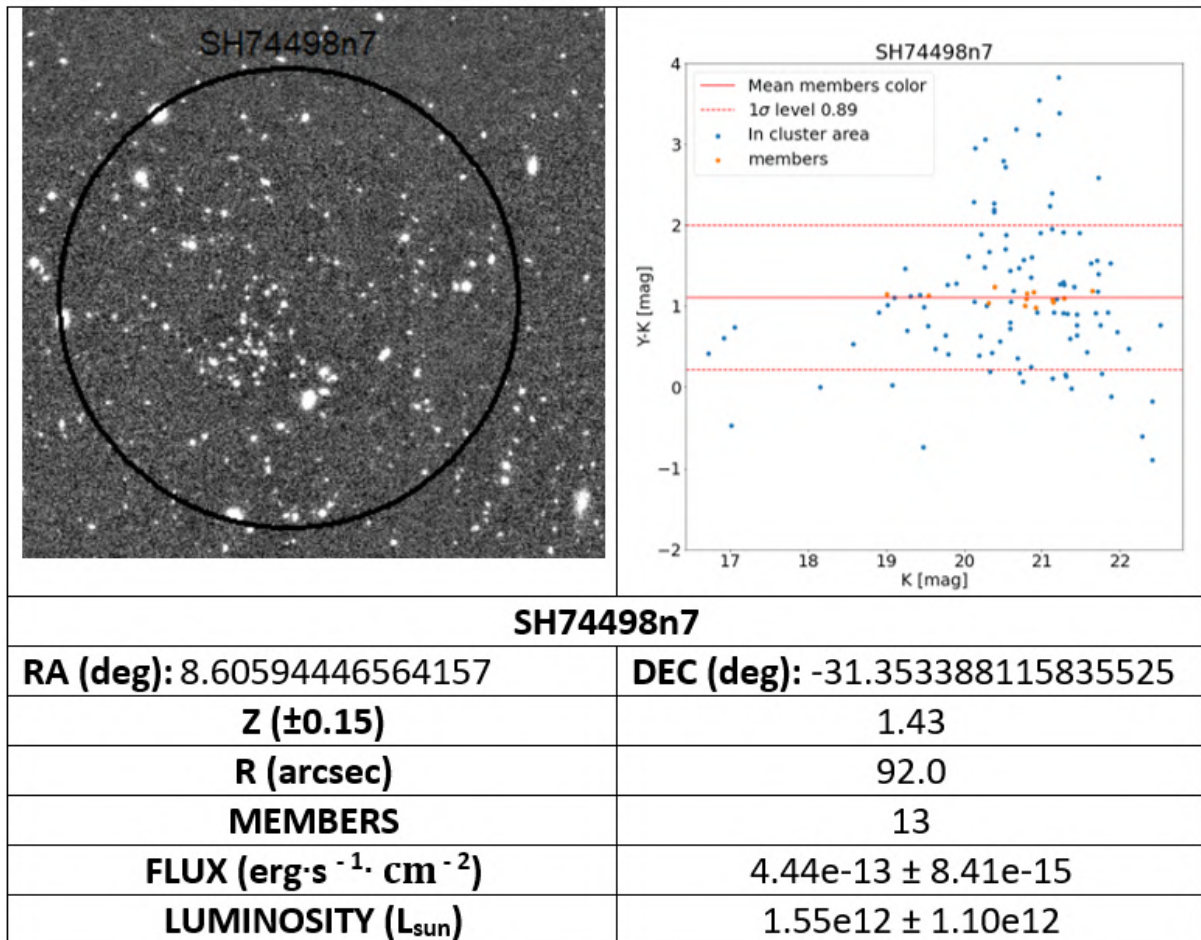 SH74498n7
SH74498n7
Mean members color
1σ level 0.89
In cluster area
members
4
3
2
1
0
−1
−2
Y-K [mag]
17 18 19 20 21 22
K [mag]
SH74498n7
RA (deg): 8.60594446564157 DEC (deg): -31.353388115835525
Z (±0.15) 1.43
R (arcsec) 92.0
MEMBERS 13
FLUX (erg·s⁻¹· cm⁻²) 4.44e-13 ± 8.41e-15
LUMINOSITY (Lsun) 1.55e12 ± 1.10e12